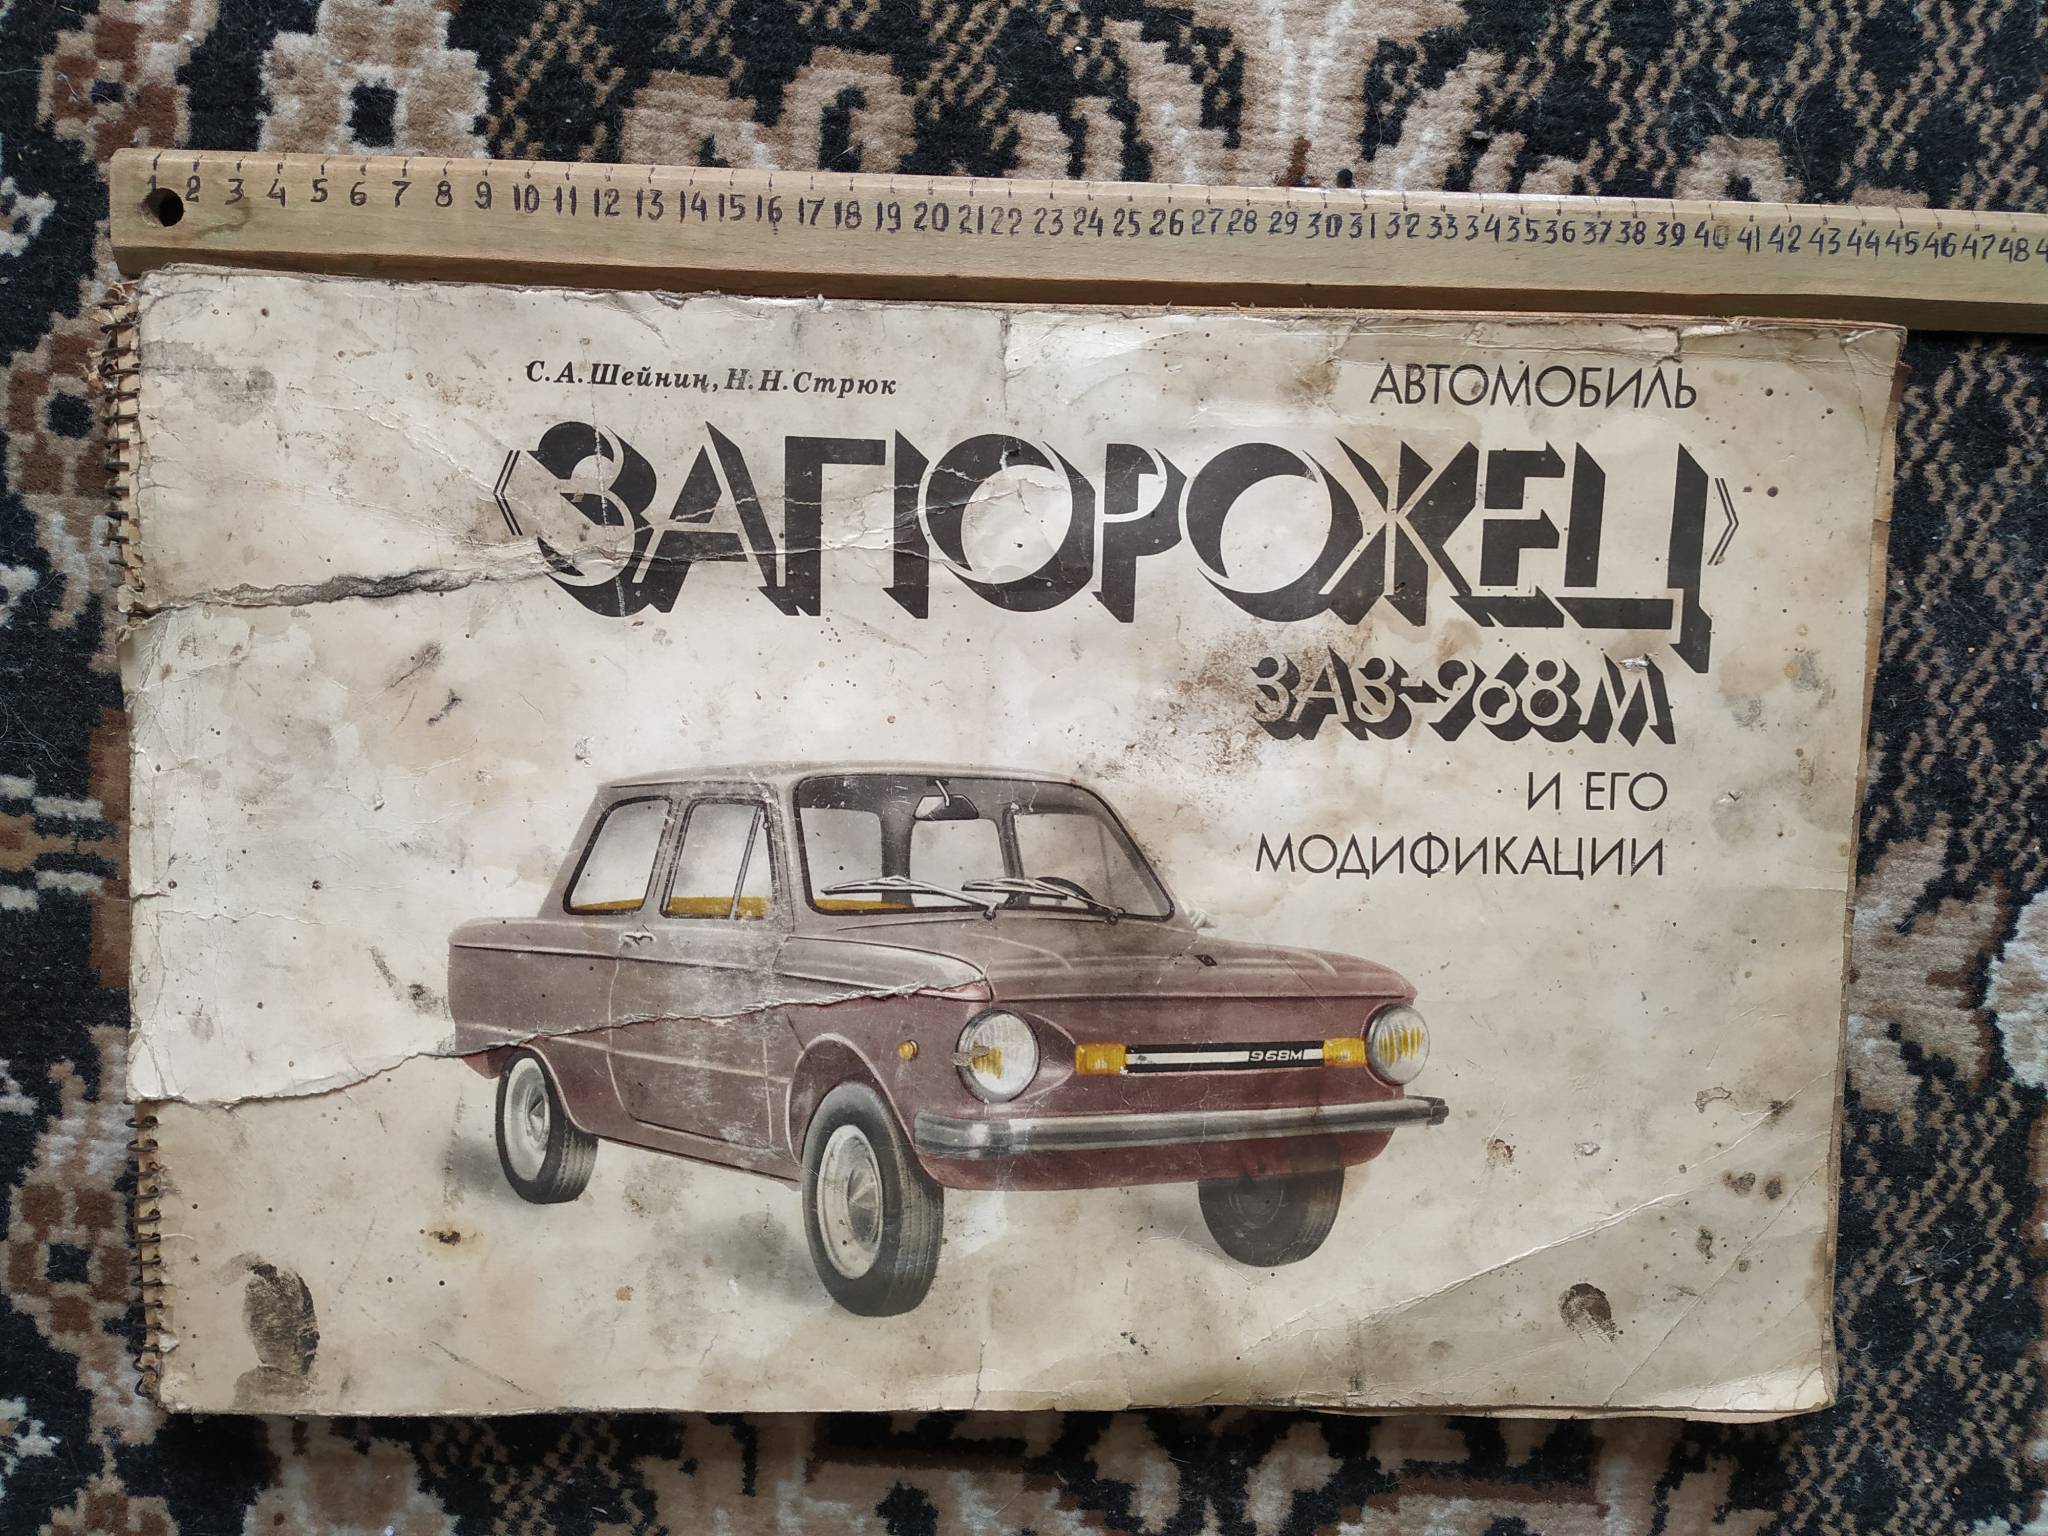 1 2 3 4 5 6 7 8 9 10 11 12 13 14 15 16 17 18 19 20 21 22 23 24 25 26 27 28 29 30 31 32 33 34 35 36 37 38 39 40 41 42 43 44 45 46 47 48 4
С.А.Шейнин, Н.Н.Стрюк
АВТОМОБИЛЬ
«ЗАПОРОЖЕЦ»
ЗАЗ-968М
И ЕГО
МОДИФИКАЦИИ
968М